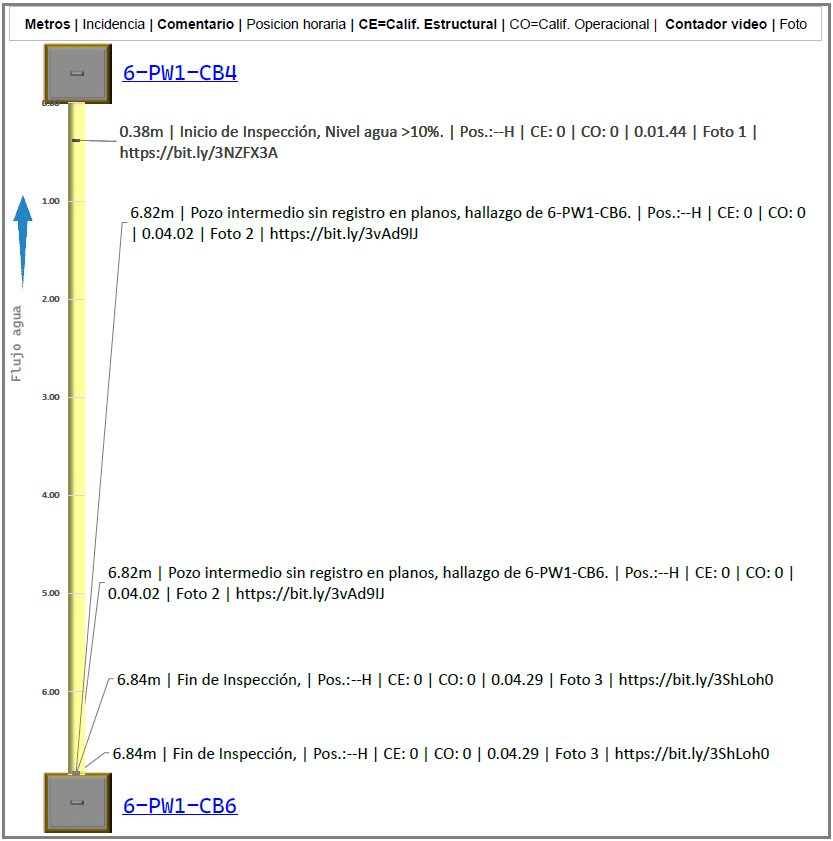 Metros | Incidencia | Comentario | Posicion horaria | CE=Calif. Estructural | CO=Calif. Operacional | Contador video | Foto
6-PW1-CB4
0.00
0.38m | Inicio de Inspección, Nivel agua >10%. | Pos.:--H | CE: 0 | CO: 0 | 0.01.44 | Foto 1 |
https://bit.ly/3NZFX3A
1.00
6.82m | Pozo intermedio sin registro en planos, hallazgo de 6-PW1-CB6. | Pos.:--H | CE: 0 | CO: 0
| 0.04.02 | Foto 2 | https://bit.ly/3vAd9IJ
2.00
Flujo agua
3.00
4.00
6.82m | Pozo intermedio sin registro en planos, hallazgo de 6-PW1-CB6. | Pos.:--H | CE: 0 | CO: 0 |
0.04.02 | Foto 2 | https://bit.ly/3vAd9IJ
5.00
6.84m | Fin de Inspección, | Pos.:--H | CE: 0 | CO: 0 | 0.04.29 | Foto 3 | https://bit.ly/3ShLoh0
6.00
6.84m | Fin de Inspección, | Pos.:--H | CE: 0 | CO: 0 | 0.04.29 | Foto 3 | https://bit.ly/3ShLoh0
6-PW1-CB6